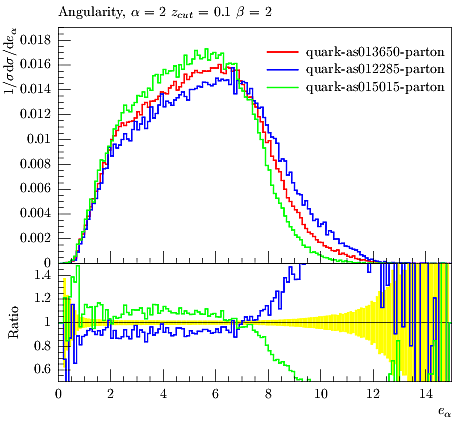 Angularity, α = 2 z_cut = 0.1 β = 2
1/σ dσ/de_α
quark-as013650-parton
quark-as012285-parton
quark-as015015-parton
0.018
0.016
0.014
0.012
0.01
0.008
0.006
0.004
0.002
0
Ratio
1.4
1.2
1
0.8
0.6
0 2 4 6 8 10 12 14
e_α